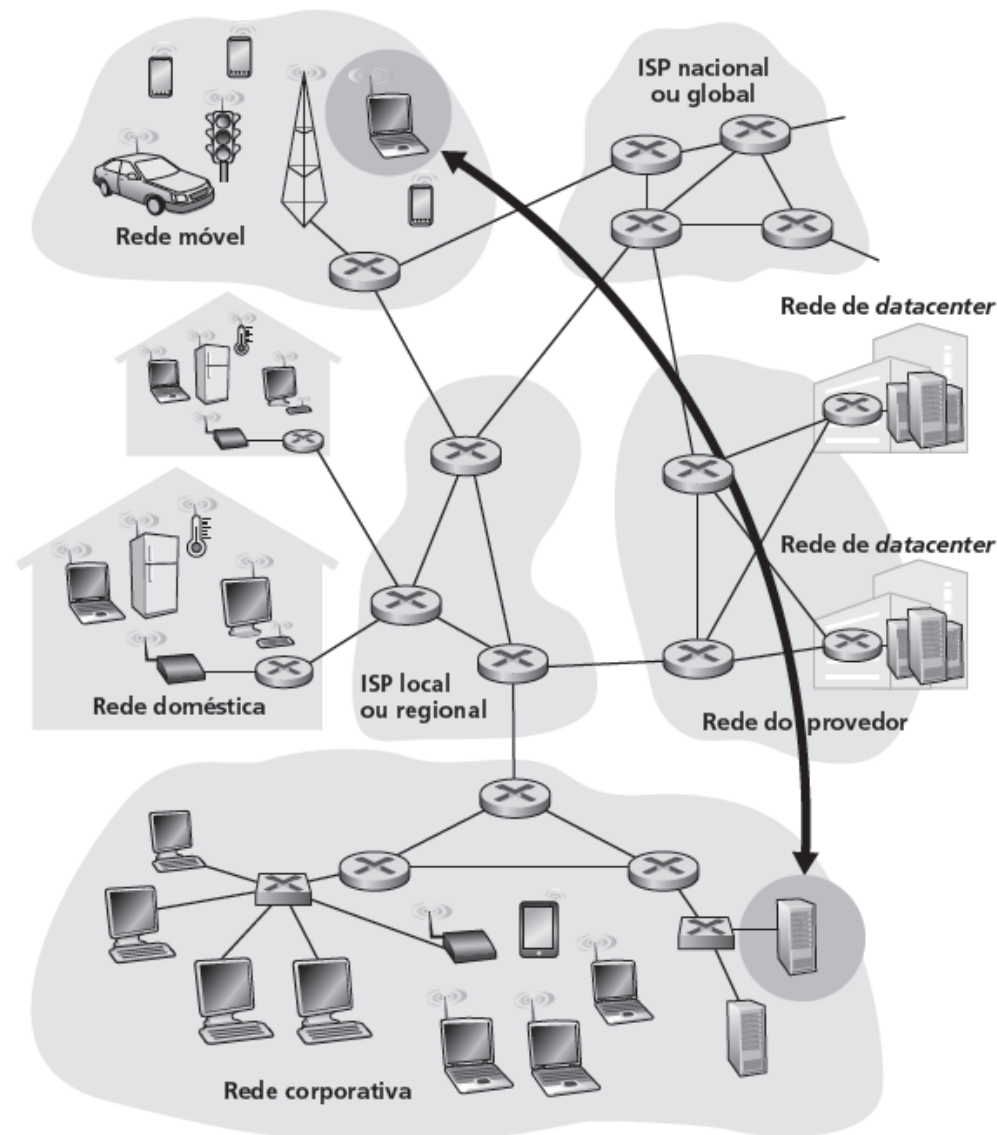 ISP nacional
ou global
Rede móvel
Rede de datacenter
Rede de datacenter
ISP local
ou regional
Rede doméstica
Rede do provedor
Rede corporativa